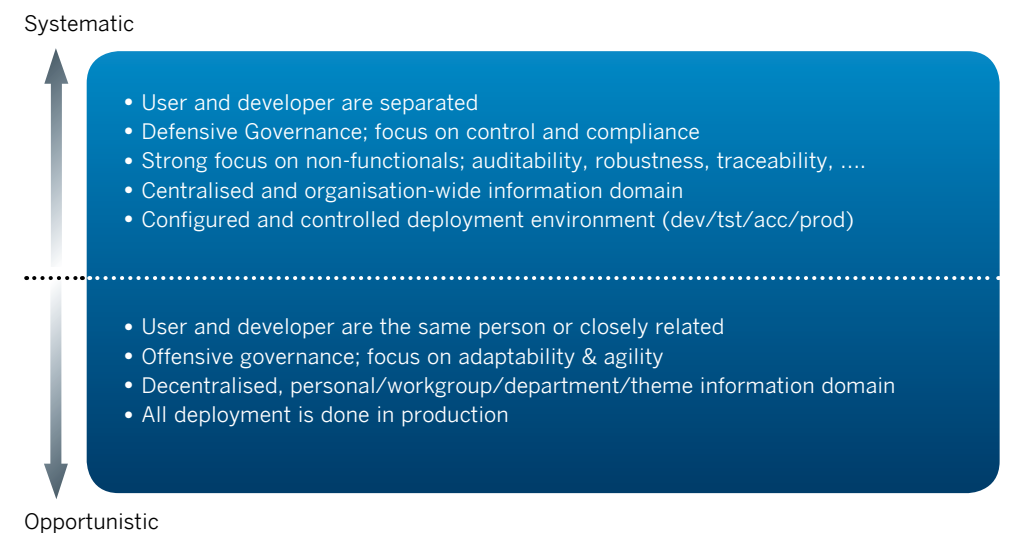 Systematic
• User and developer are separated
• Defensive Governance; focus on control and compliance
• Strong focus on non-functionals; auditability, robustness, traceability, ....
• Centralised and organisation-wide information domain
• Configured and controlled deployment environment (dev/tst/acc/prod)
• User and developer are the same person or closely related
• Offensive governance; focus on adaptability & agility
• Decentralised, personal/workgroup/department/theme information domain
• All deployment is done in production
Opportunistic